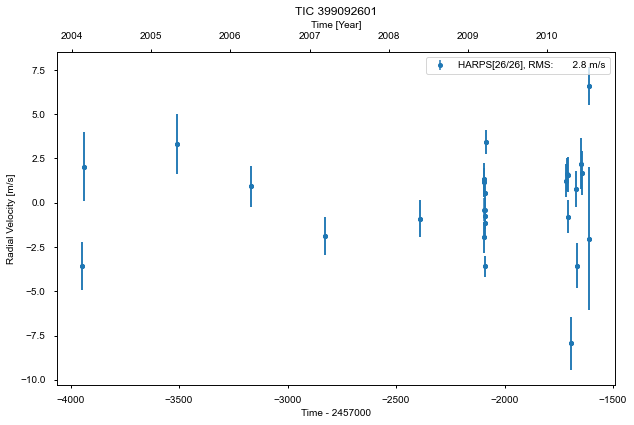 TIC 399092601
Time [Year]
2004 2005 2006 2007 2008 2009 2010
HARPS[26/26], RMS: 2.8 m/s
7.5
5.0
2.5
0.0
−2.5
−5.0
−7.5
−10.0
Radial Velocity [m/s]
−4000 −3500 −3000 −2500 −2000 −1500
Time - 2457000